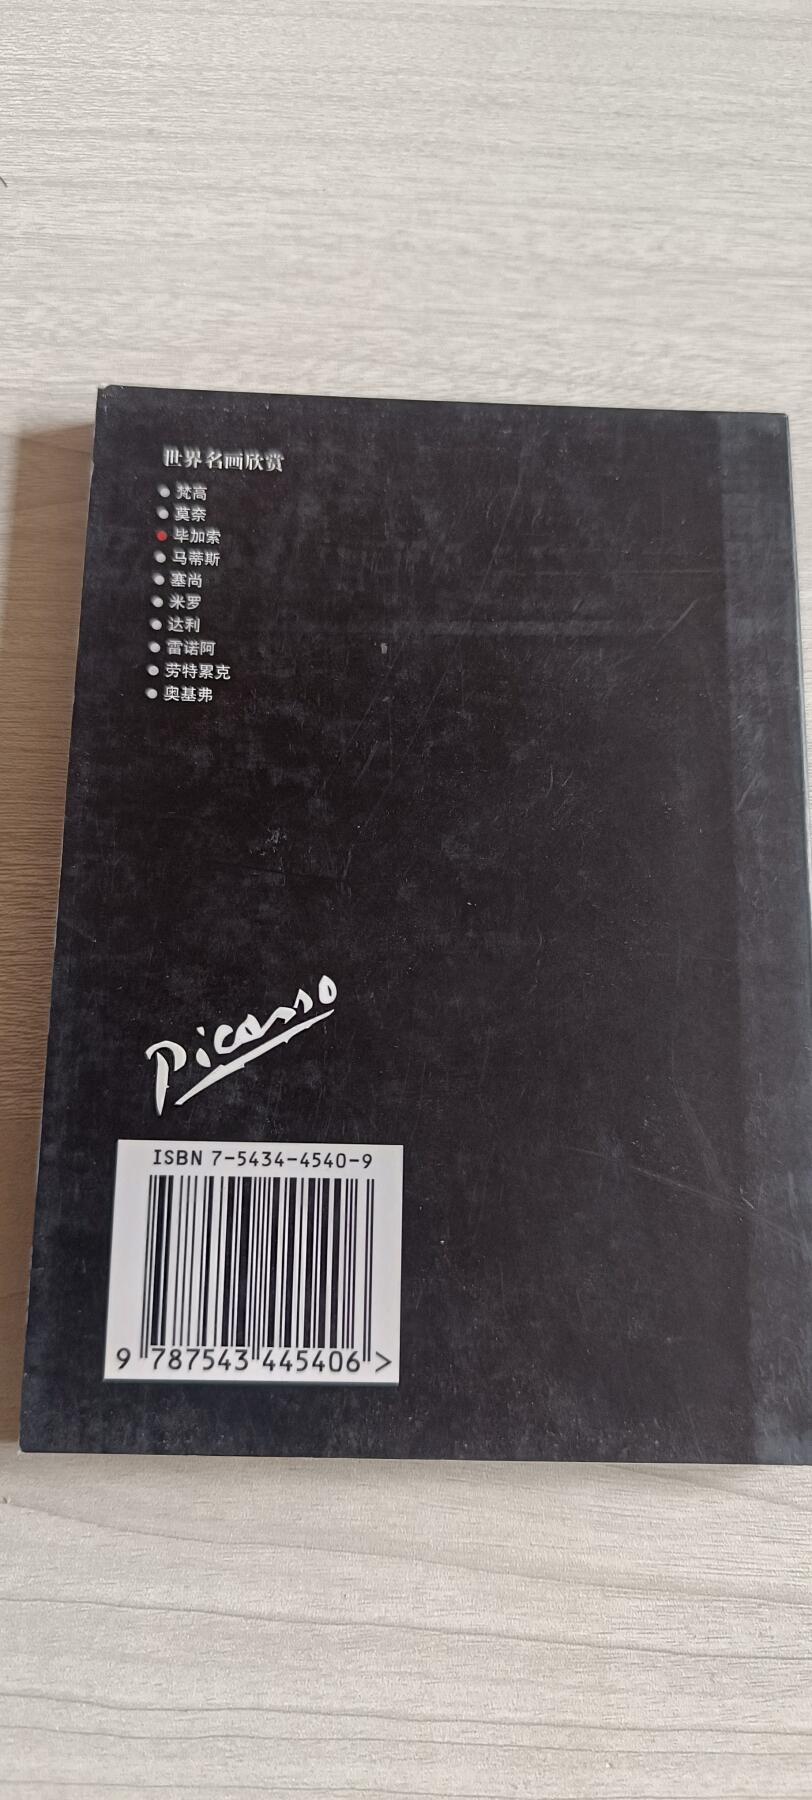 世界名画欣赏
梵高
莫奈
毕加索
马蒂斯
塞尚
米罗
达利
雷诺阿
劳特累克
奥基弗
Picasso
ISBN 7-5434-4540-9
9 787543 445406 >